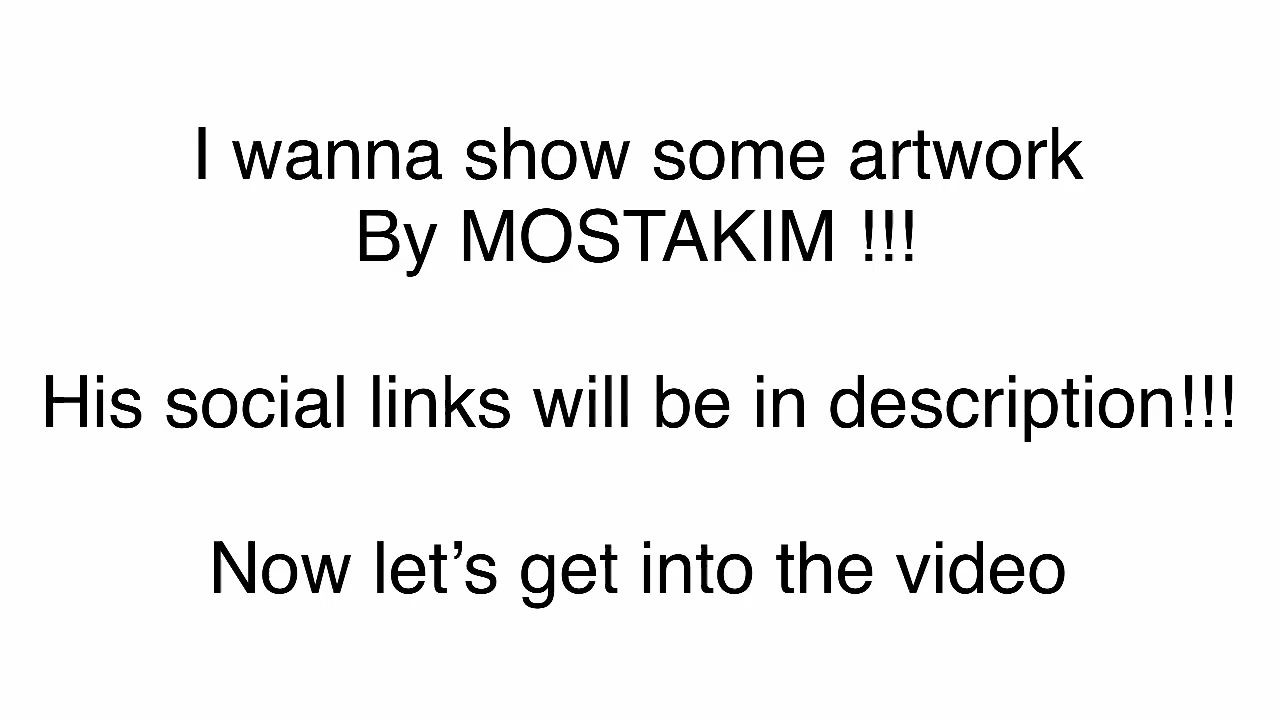 I wanna show some artwork
By MOSTAKIM !!!
His social links will be in description!!!
Now let’s get into the video